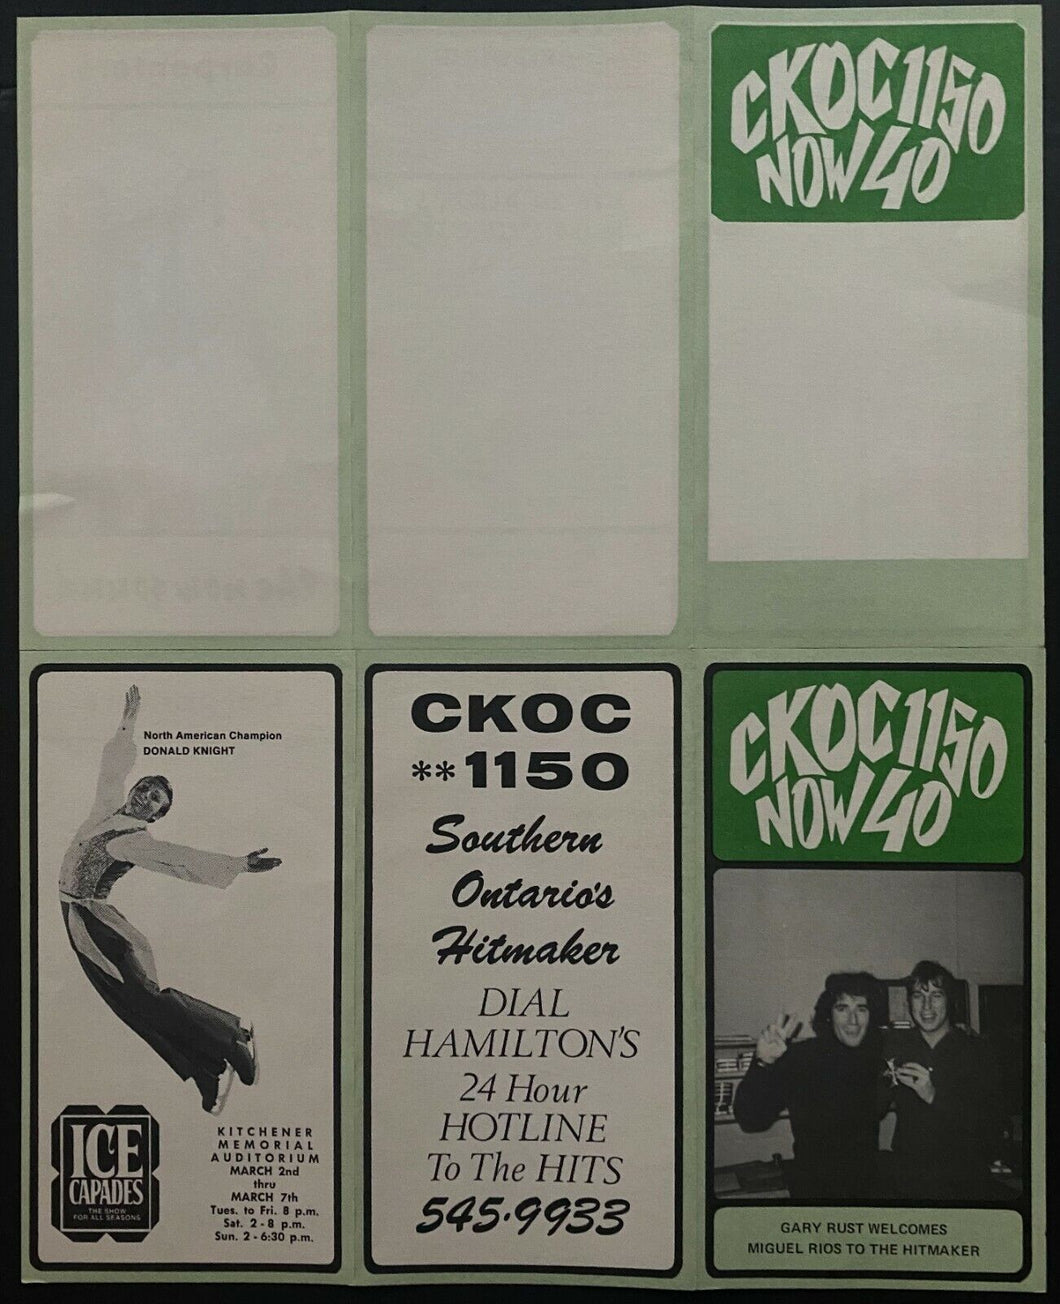 CKOC 1150
NOW 40
North American Champion
DONALD KNIGHT
ICE
CAPADES
THE SHOW
FOR ALL SEASONS
KITCHENER
MEMORIAL
AUDITORIUM
MARCH 2nd
thru
MARCH 7th
Tues. to Fri. 8 p.m.
Sat. 2 - 8 p.m.
Sun. 2 - 6:30 p.m.
CKOC
**1150
Southern
Ontario's
Hitmaker
DIAL
HAMILTON'S
24 Hour
HOTLINE
To The HITS
545·9933
CKOC 1150
NOW 40
GARY RUST WELCOMES
MIGUEL RIOS TO THE HITMAKER